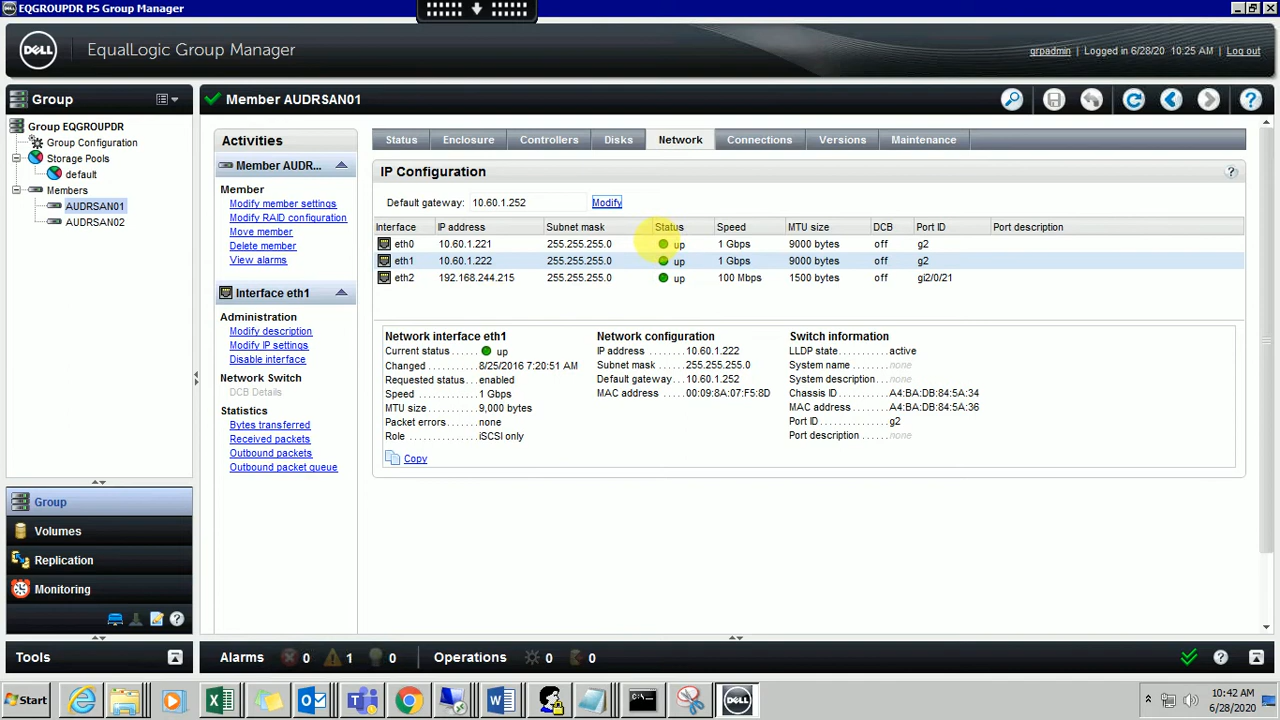 EQGROUPDR PS Group Manager
DELL EqualLogic Group Manager
grpadmin | Logged in 6/28/20 10:25 AM | Log out
Group
Group EQGROUPDR
Group Configuration
Storage Pools
default
Members
AUDRSAN01
AUDRSAN02
Group
Volumes
Replication
Monitoring
Tools
Member AUDRSAN01
Activities
Member AUDR...
Member
Modify member settings
Modify RAID configuration
Move member
Delete member
View alarms
Interface eth1
Administration
Modify description
Modify IP settings
Disable interface
Network Switch
DCB Details
Statistics
Bytes transferred
Received packets
Outbound packets
Outbound packet queue
Status Enclosure Controllers Disks Network Connections Versions Maintenance
IP Configuration
Default gateway: 10.60.1.252 Modify
Interface IP address Subnet mask Status Speed MTU size DCB Port ID Port description
eth0 10.60.1.221 255.255.255.0 up 1 Gbps 9000 bytes off g2
eth1 10.60.1.222 255.255.255.0 up 1 Gbps 9000 bytes off g2
eth2 192.168.244.215 255.255.255.0 up 100 Mbps 1500 bytes off gi2/0/21
Network interface eth1
Current status ..... up
Changed ........ 8/25/2016 7:20:51 AM
Requested status .. enabled
Speed .......... 1 Gbps
MTU size ........ 9,000 bytes
Packet errors ..... none
Role ........... iSCSI only
Copy
Network configuration
IP address ....... 10.60.1.222
Subnet mask ..... 255.255.255.0
Default gateway ... 10.60.1.252
MAC address ..... 00:09:8A:07:F5:8D
Switch information
LLDP state .......... active
System name ....... none
System description ... none
Chassis ID ......... A4:BA:DB:84:5A:34
MAC address ....... A4:BA:DB:84:5A:36
Port ID ............ g2
Port description ..... none
Alarms 0 1 0 Operations 0 0
Start
10:42 AM
6/28/2020